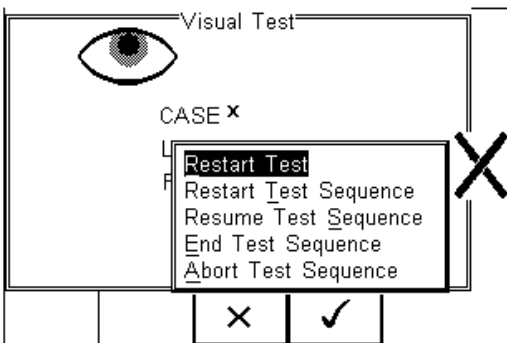 Visual Test
CASE x
Restart Test
Restart Test Sequence
Resume Test Sequence
End Test Sequence
Abort Test Sequence